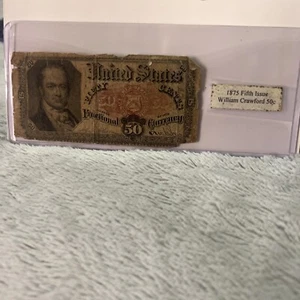 United States
FIFTY CENTS
50
Fractional Currency
1875 Fifth Issue
William Crawford 50c